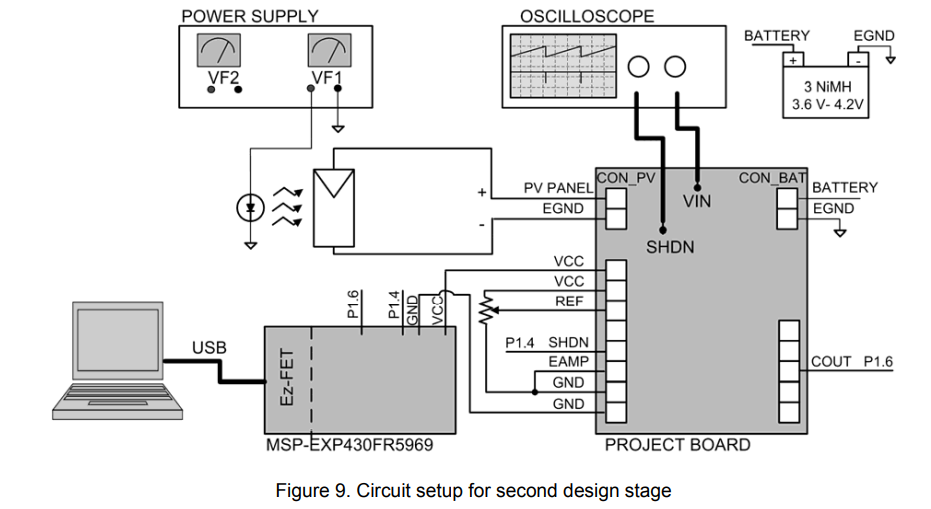 POWER SUPPLY
VF2
VF1
OSCILLOSCOPE
BATTERY
EGND
+
-
3 NiMH
3.6 V- 4.2V
CON_PV
CON_BAT
PV PANEL
+
EGND
-
VIN
SHDN
BATTERY
EGND
VCC
VCC
REF
P1.4 SHDN
EAMP
GND
GND
COUT P1.6
P1.6
P1.4
GND
VCC
USB
Ez-FET
MSP-EXP430FR5969
PROJECT BOARD
Figure 9. Circuit setup for second design stage